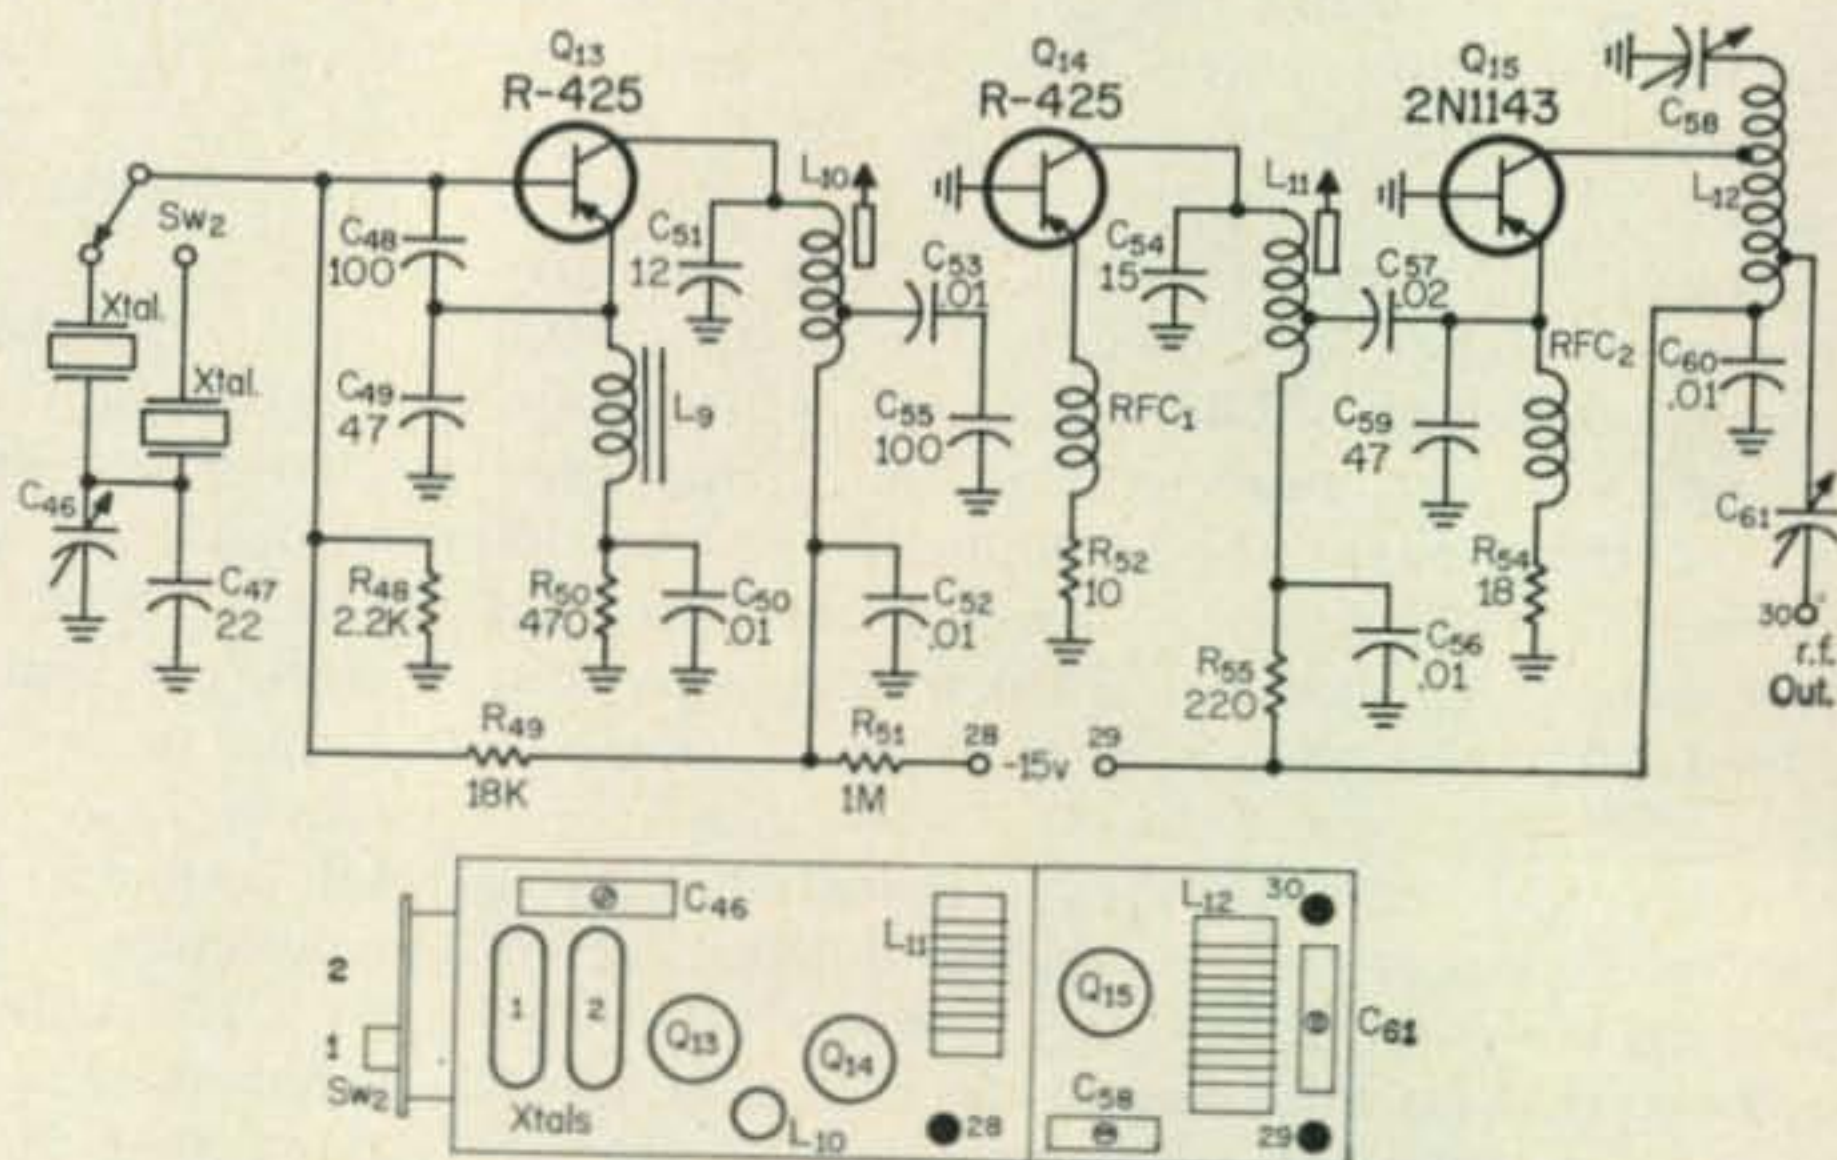 Q13
R-425
Q14
R-425
Q15
2N1143
C58
L10
L11
L12
Sw2
C48
100
C51
12
C53
.01
C54
15
C57
.02
Xtal.
Xtal.
C49
47
L9
C55
100
RFC1
C59
47
RFC2
C60
.01
C46
C47
22
R48
2.2K
R50
470
C50
.01
C52
.01
R52
10
R54
18
C61
30
r.f.
Out.
R55
220
C56
.01
R49
18K
R51
1M
28
-15v
29
C46
L11
L12
30
2
1
Sw2
1
2
Q13
Q14
Q15
C61
Xtals
L10
28
C58
29